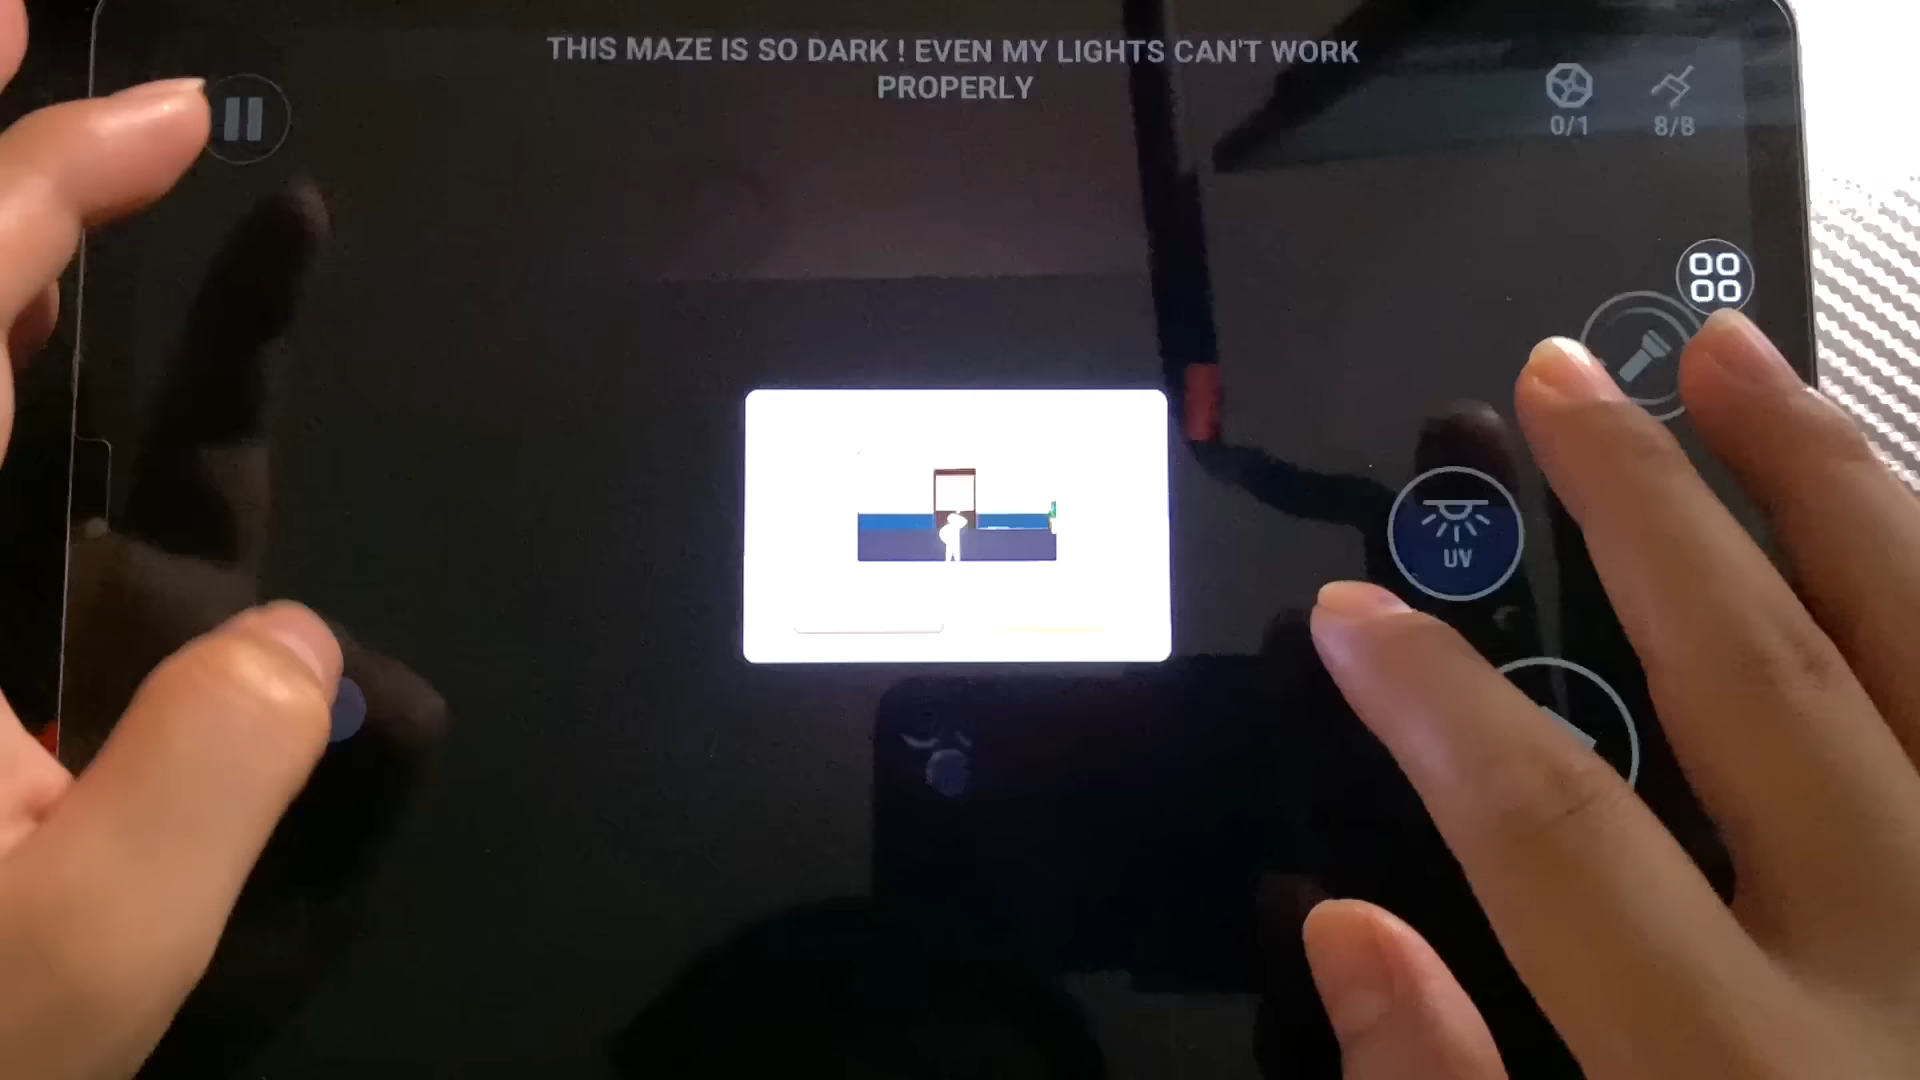 THIS MAZE IS SO DARK ! EVEN MY LIGHTS CAN'T WORK
PROPERLY
0/1
8/8
UV